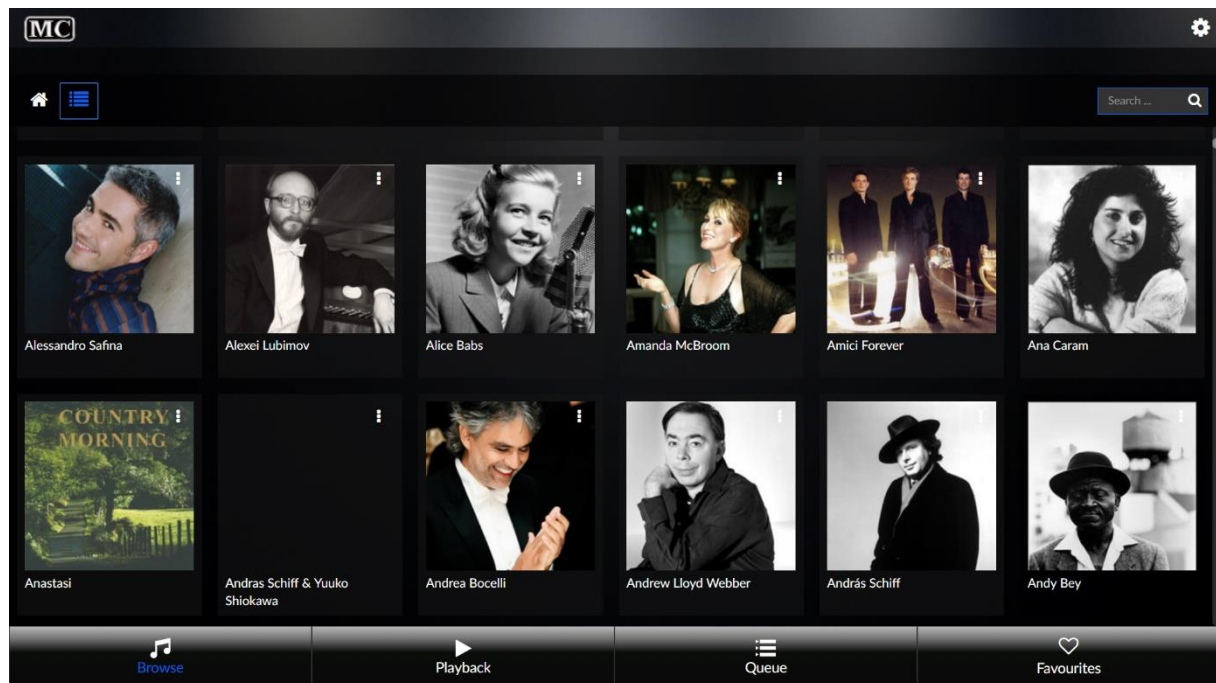 MC
Search ...
Alessandro Safina
Alexei Lubimov
Alice Babs
Amanda McBroom
Amici Forever
Ana Caram
COUNTRY
MORNING
Anastasi
Andras Schiff & Yuuko
Shiokawa
Andrea Bocelli
Andrew Lloyd Webber
András Schiff
Andy Bey
Browse
Playback
Queue
Favourites